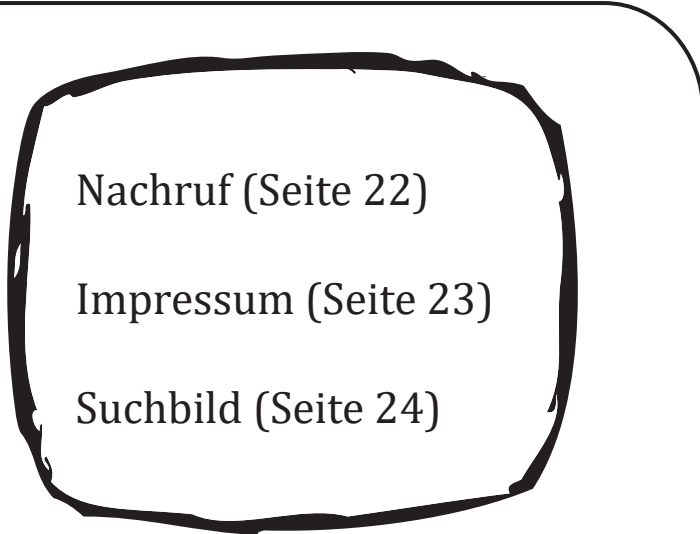 Nachruf (Seite 22)
Impressum (Seite 23)
Suchbild (Seite 24)